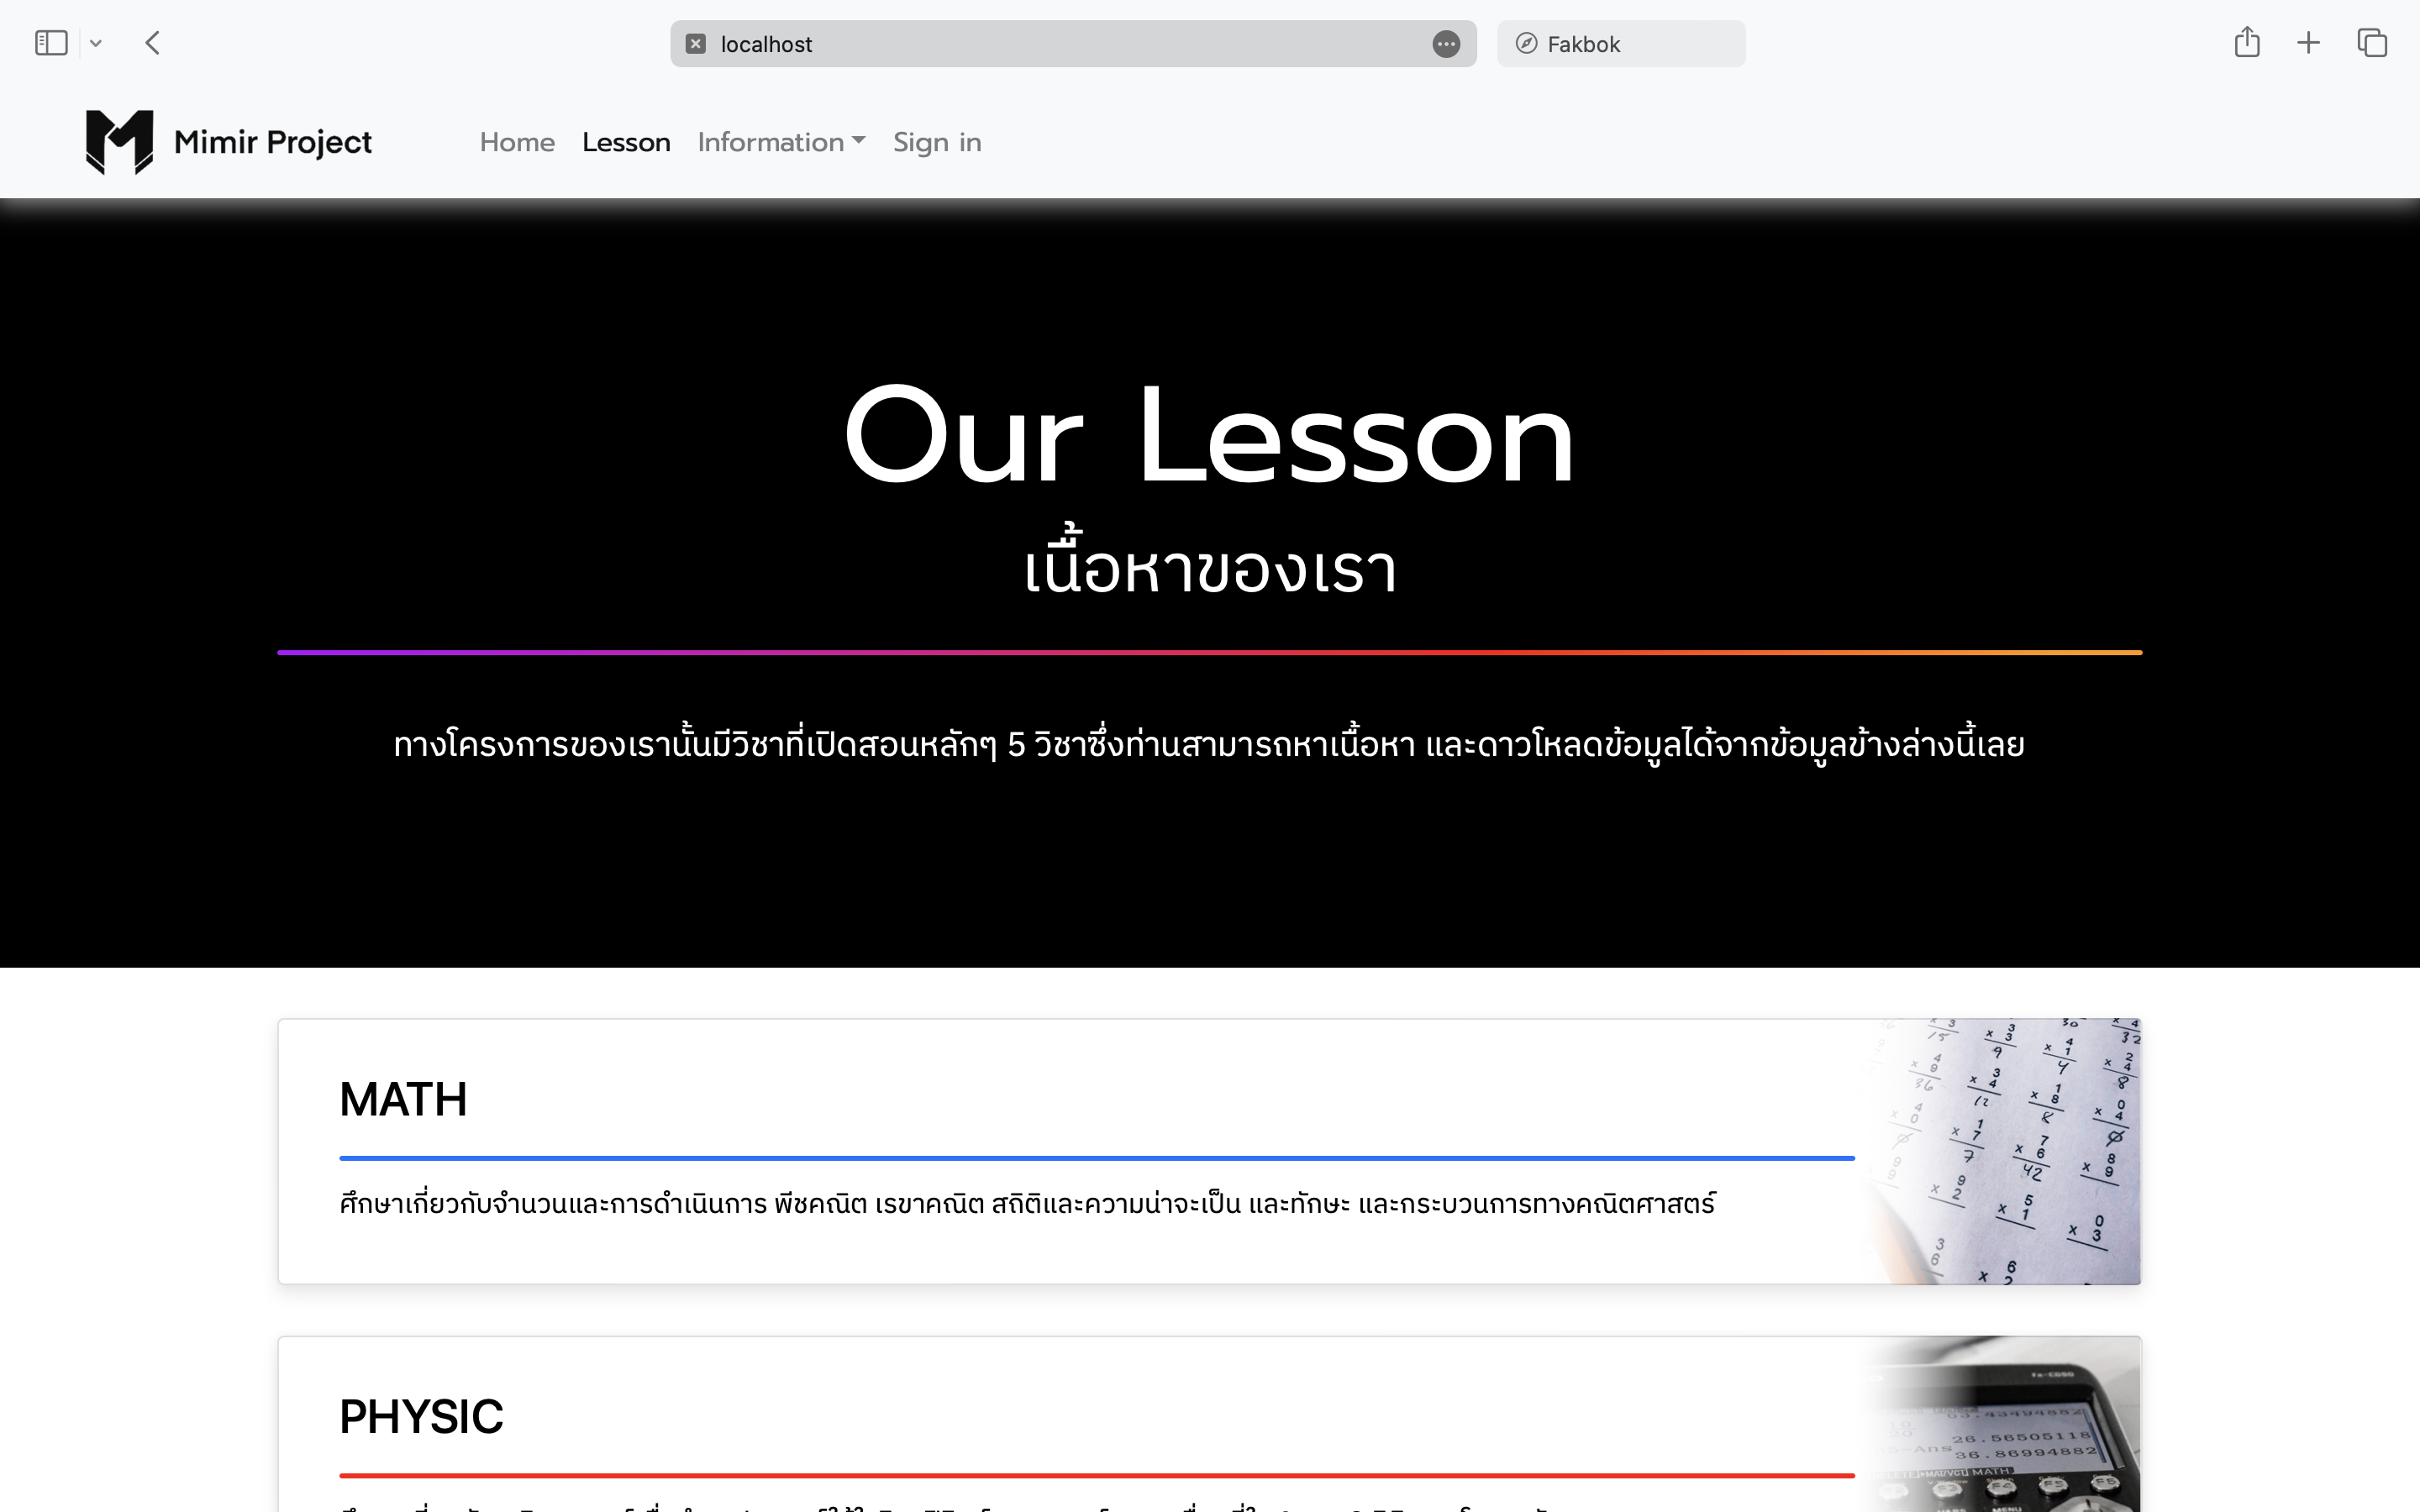 localhost
Fakbok
Mimir Project
Home Lesson Information Sign in
Our Lesson
เนื้อหาของเรา
ทางโครงการของเรานั้นมีวิชาที่เปิดสอนหลักๆ 5 วิชาซึ่งท่านสามารถหาเนื้อหา และดาวโหลดข้อมูลได้จากข้อมูลข้างล่างนี้เลย
MATH
ศึกษาเกี่ยวกับจำนวนและการดำเนินการ พีชคณิต เรขาคณิต สถิติและความน่าจะเป็น และทักษะ และกระบวนการทางคณิตศาสตร์
PHYSIC
26.56505118
36.86994882